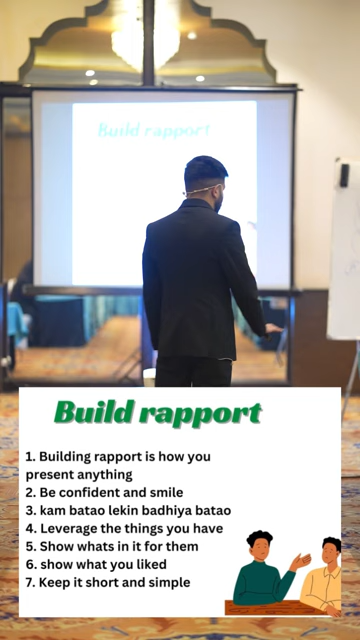 Build rapport
Build rapport
1. Building rapport is how you
present anything
2. Be confident and smile
3. kam batao lekin badhiya batao
4. Leverage the things you have
5. Show whats in it for them
6. show what you liked
7. Keep it short and simple